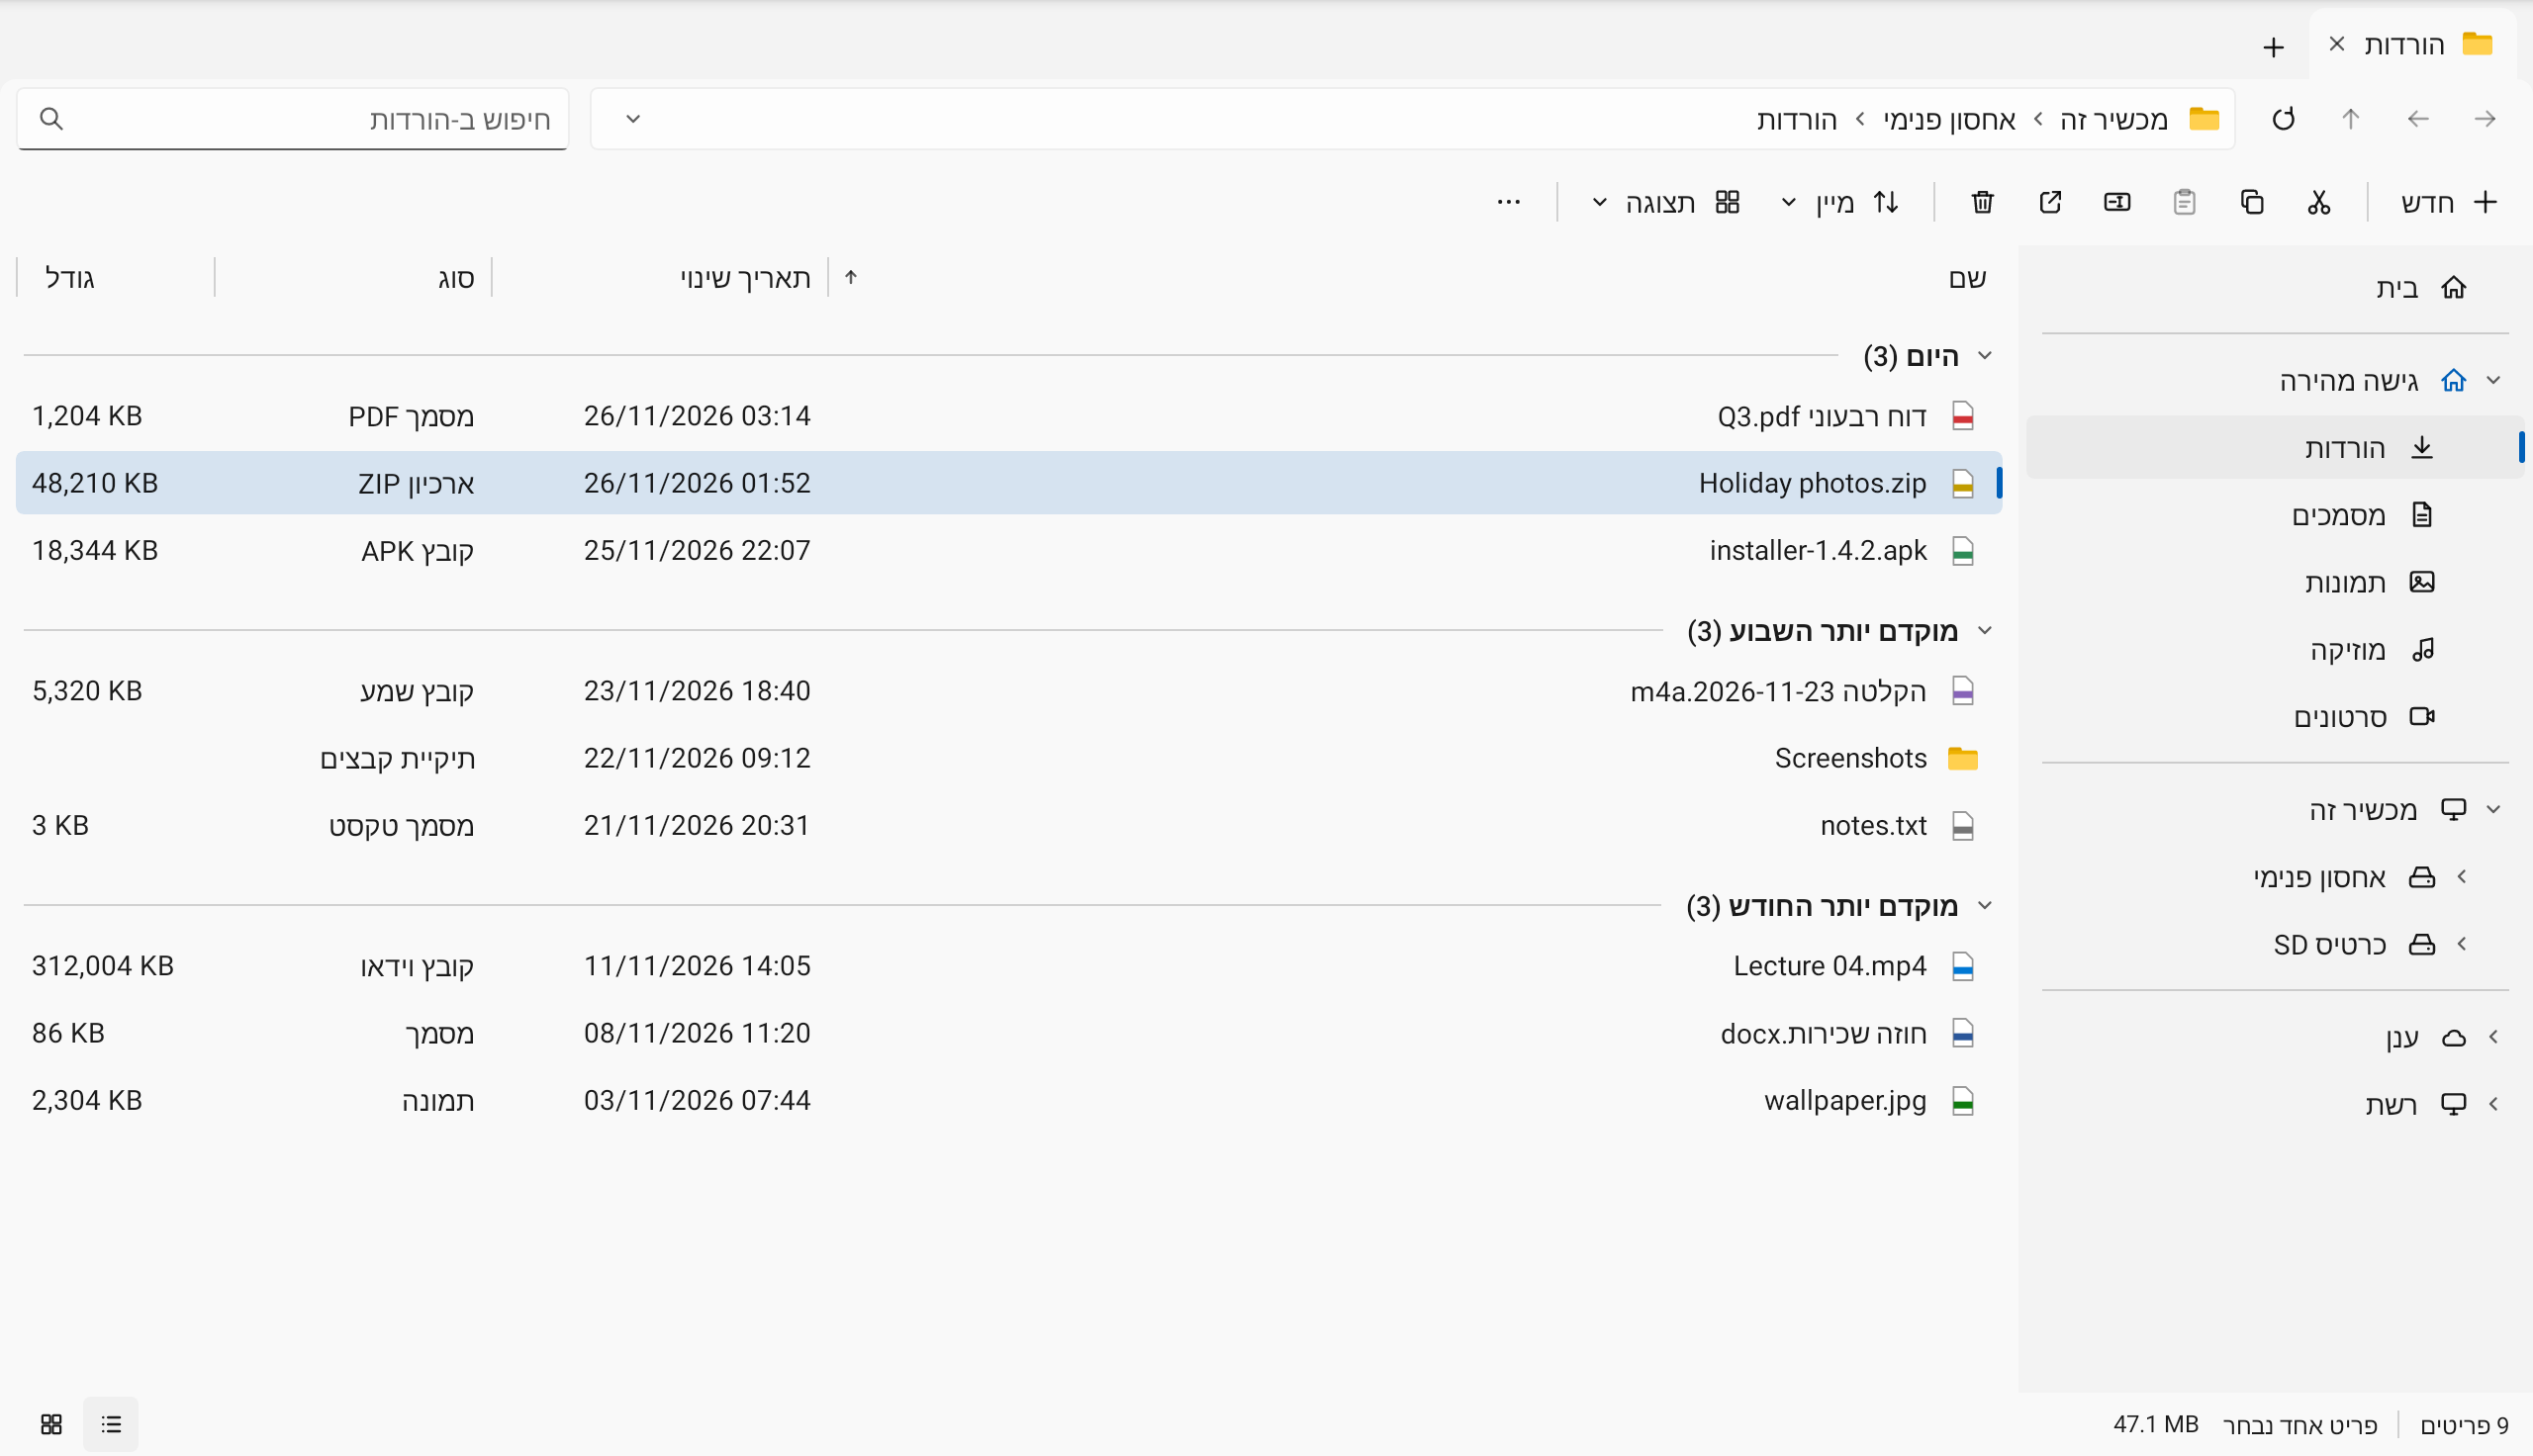 הורדות
מכשיר זה אחסון פנימי הורדות
חיפוש ב-הורדות
חדש מיין תצוגה
בית
גישה מהירה
הורדות
מסמכים
תמונות
מוזיקה
סרטונים
מכשיר זה
אחסון פנימי
כרטיס SD
ענן
רשת
שם תאריך שינוי סוג גודל
היום (3)
דוח רבעוני Q3.pdf 26/11/2026 03:14 מסמך PDF 1,204 KB
Holiday photos.zip 26/11/2026 01:52 ארכיון ZIP 48,210 KB
installer-1.4.2.apk 25/11/2026 22:07 קובץ APK 18,344 KB
מוקדם יותר השבוע (3)
הקלטה 2026-11-23.m4a 23/11/2026 18:40 קובץ שמע 5,320 KB
Screenshots 22/11/2026 09:12 תיקיית קבצים
notes.txt 21/11/2026 20:31 מסמך טקסט 3 KB
מוקדם יותר החודש (3)
Lecture 04.mp4 11/11/2026 14:05 קובץ וידאו 312,004 KB
חוזה שכירות.docx 08/11/2026 11:20 מסמך 86 KB
wallpaper.jpg 03/11/2026 07:44 תמונה 2,304 KB
9 פריטים פריט אחד נבחר 47.1 MB